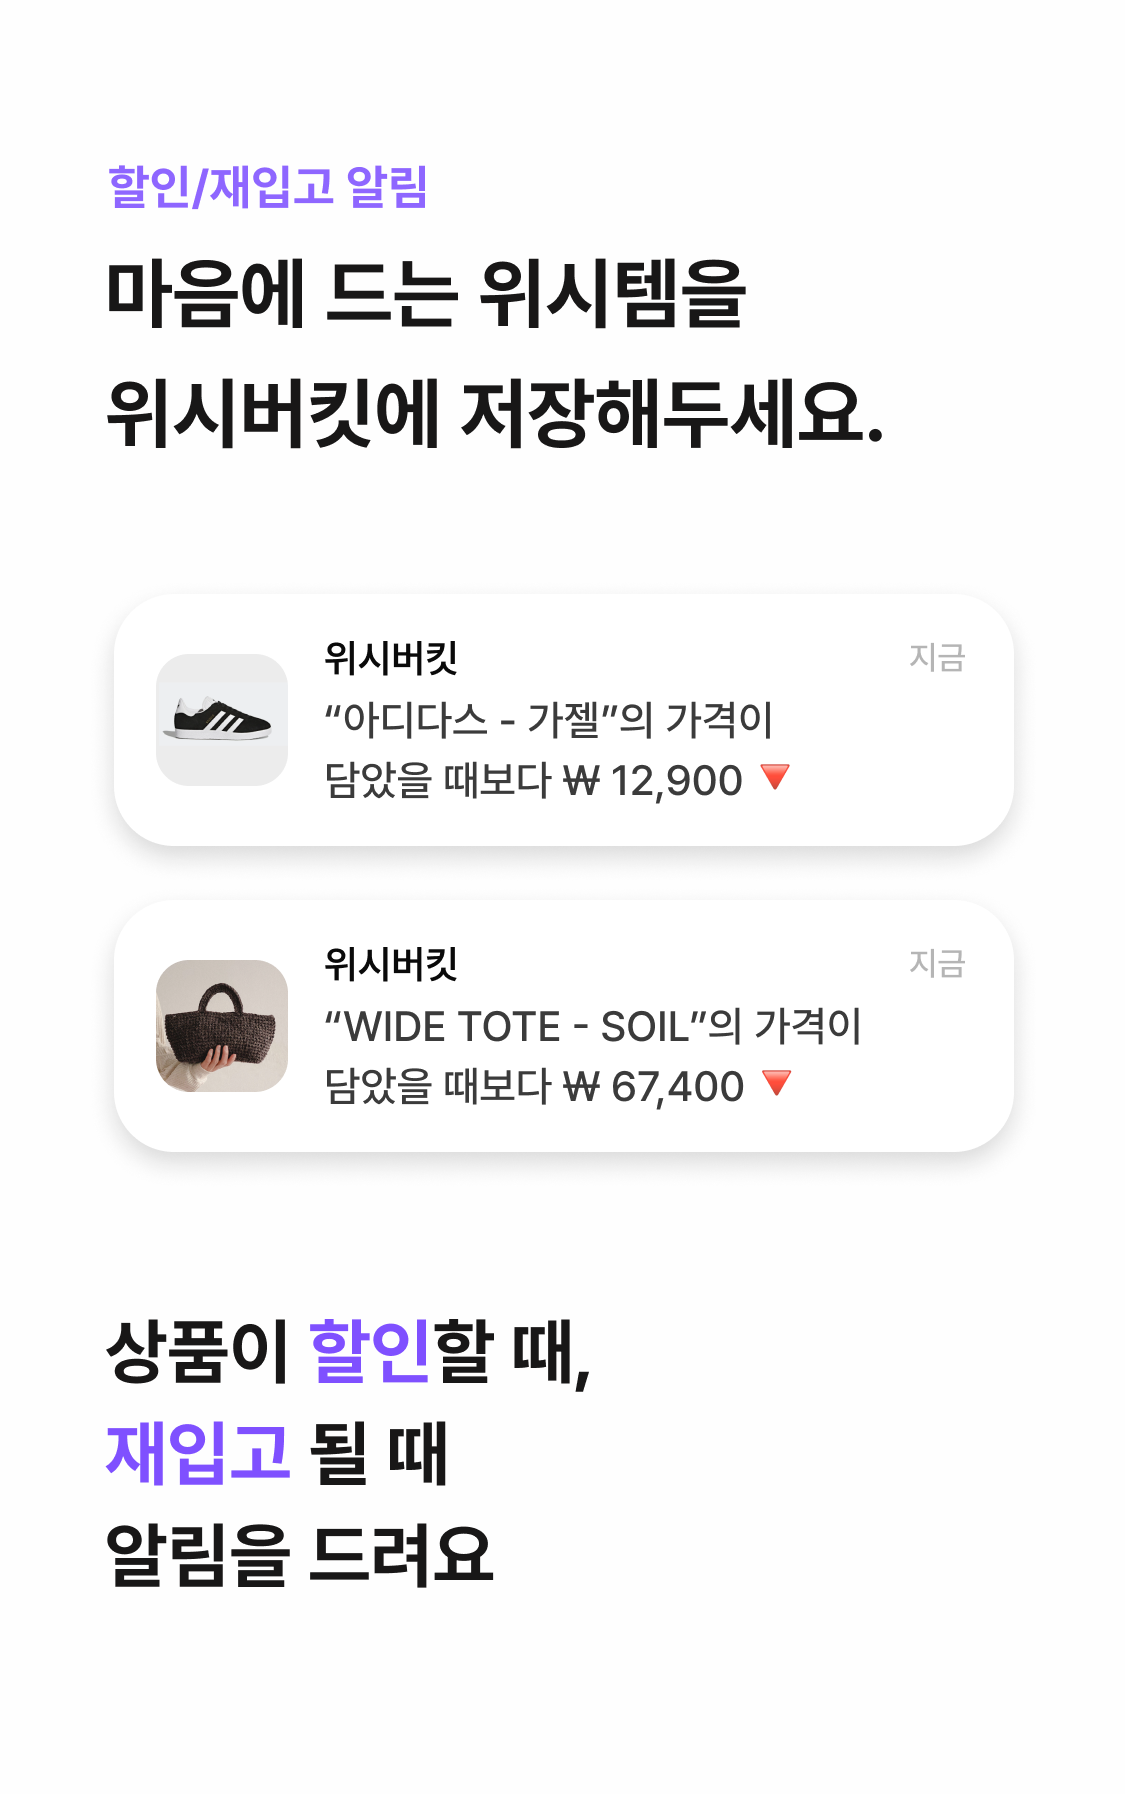 할인/재입고 알림
마음에 드는 위시템을
위시버킷에 저장해두세요.
위시버킷
지금
“아디다스 - 가젤”의 가격이
담았을 때보다 ₩ 12,900 🔻
위시버킷
지금
“WIDE TOTE - SOIL”의 가격이
담았을 때보다 ₩ 67,400 🔻
상품이 할인할 때,
재입고 될 때
알림을 드려요